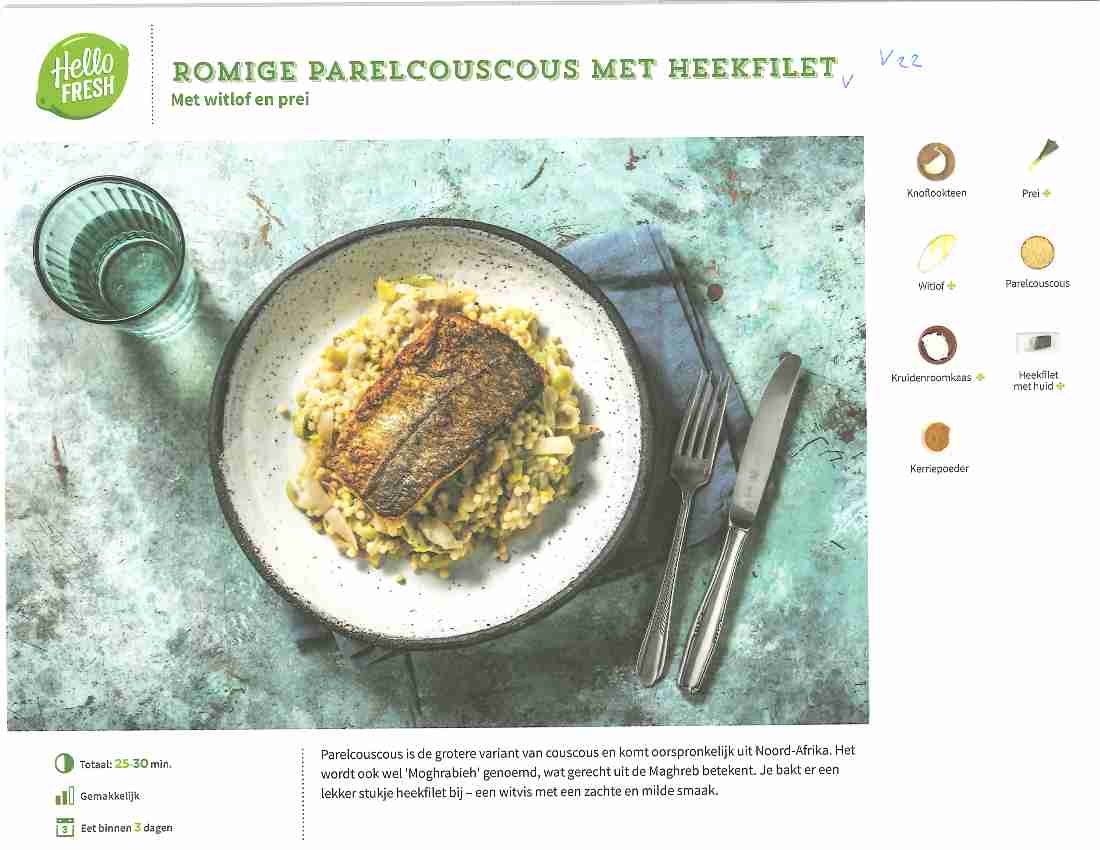 Hello
FRESH
ROMIGE PARELCOUSCOUS MET HEEKFILET
V V22
Met witlof en prei
Knoflookteen
Prei
Witlof
Parelcouscous
Kruidenroomkaas
Heekfilet
met huid
Kerriepoeder
Totaal: 25-30 min.
Gemakkelijk
3 Eet binnen 3 dagen
Parelcouscous is de grotere variant van couscous en komt oorspronkelijk uit Noord-Afrika. Het
wordt ook wel 'Moghrabieh' genoemd, wat gerecht uit de Maghreb betekent. Je bakt er een
lekker stukje heekfilet bij – een witvis met een zachte en milde smaak.